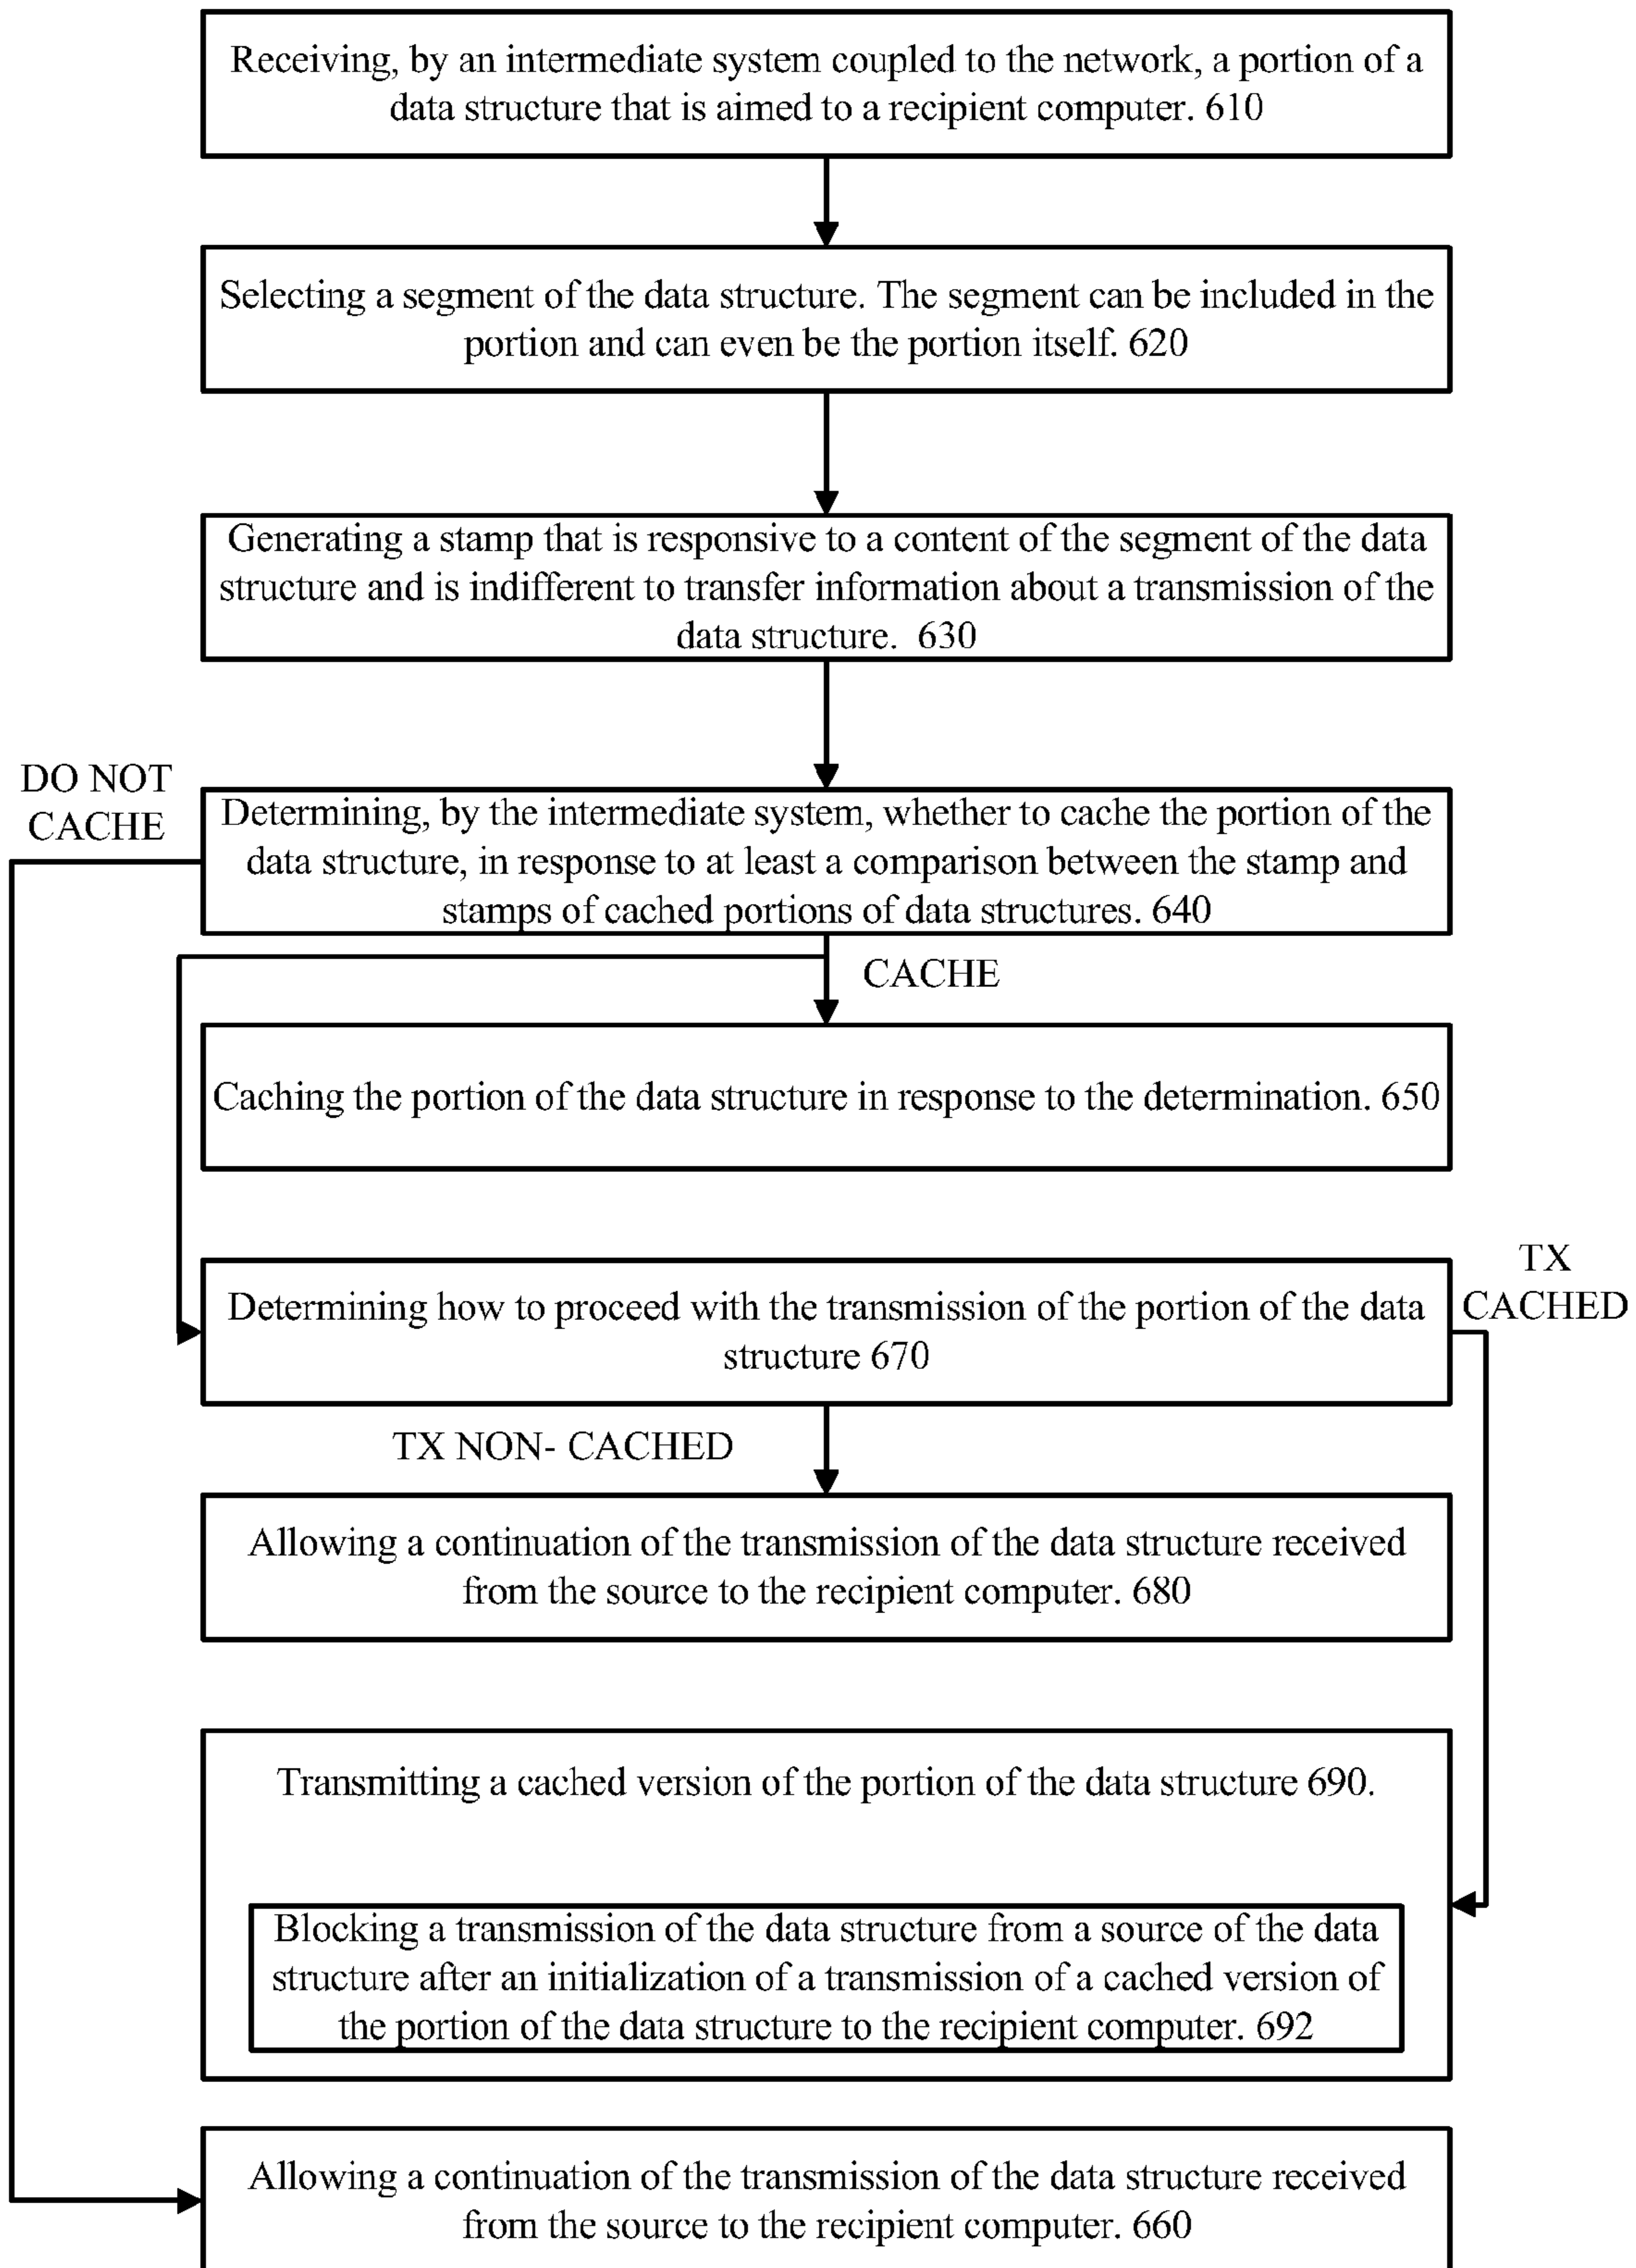 Receiving, by an intermediate system coupled to the network, a portion of a
data structure that is aimed to a recipient computer. 610
Selecting a segment of the data structure. The segment can be included in the
portion and can even be the portion itself. 620
Generating a stamp that is responsive to a content of the segment of the data
structure and is indifferent to transfer information about a transmission of the
data structure. 630
DO NOT
CACHE
Determining, by the intermediate system, whether to cache the portion of the
data structure, in response to at least a comparison between the stamp and
stamps of cached portions of data structures. 640
CACHE
Caching the portion of the data structure in response to the determination. 650
TX
CACHED
Determining how to proceed with the transmission of the portion of the data
structure 670
TX NON- CACHED
Allowing a continuation of the transmission of the data structure received
from the source to the recipient computer. 680
Transmitting a cached version of the portion of the data structure 690.
Blocking a transmission of the data structure from a source of the data
structure after an initialization of a transmission of a cached version of
the portion of the data structure to the recipient computer. 692
Allowing a continuation of the transmission of the data structure received
from the source to the recipient computer. 660